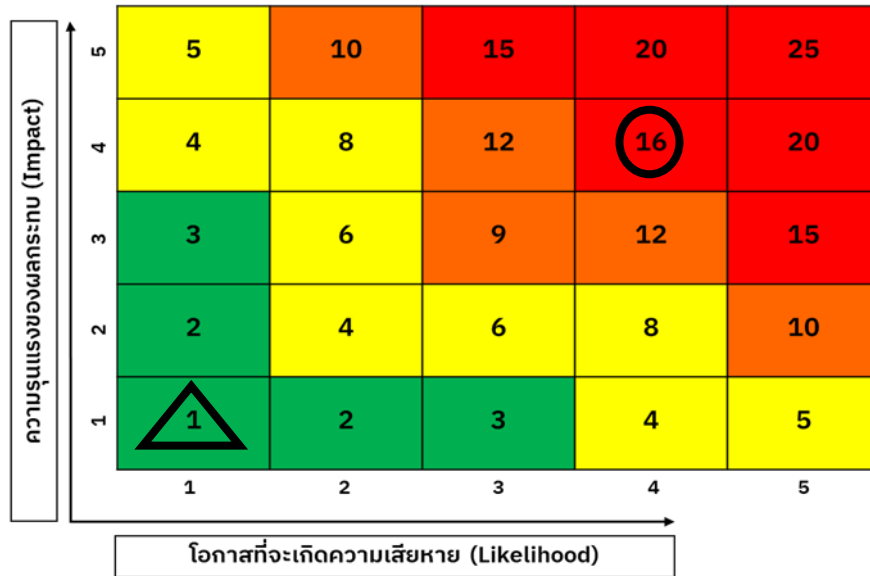 ความรุนแรงของผลกระทบ (Impact)
5 5 10 15 20 25
4 4 8 12 16 20
3 3 6 9 12 15
2 2 4 6 8 10
1 1 2 3 4 5
1 2 3 4 5
โอกาสที่จะเกิดความเสียหาย (Likelihood)